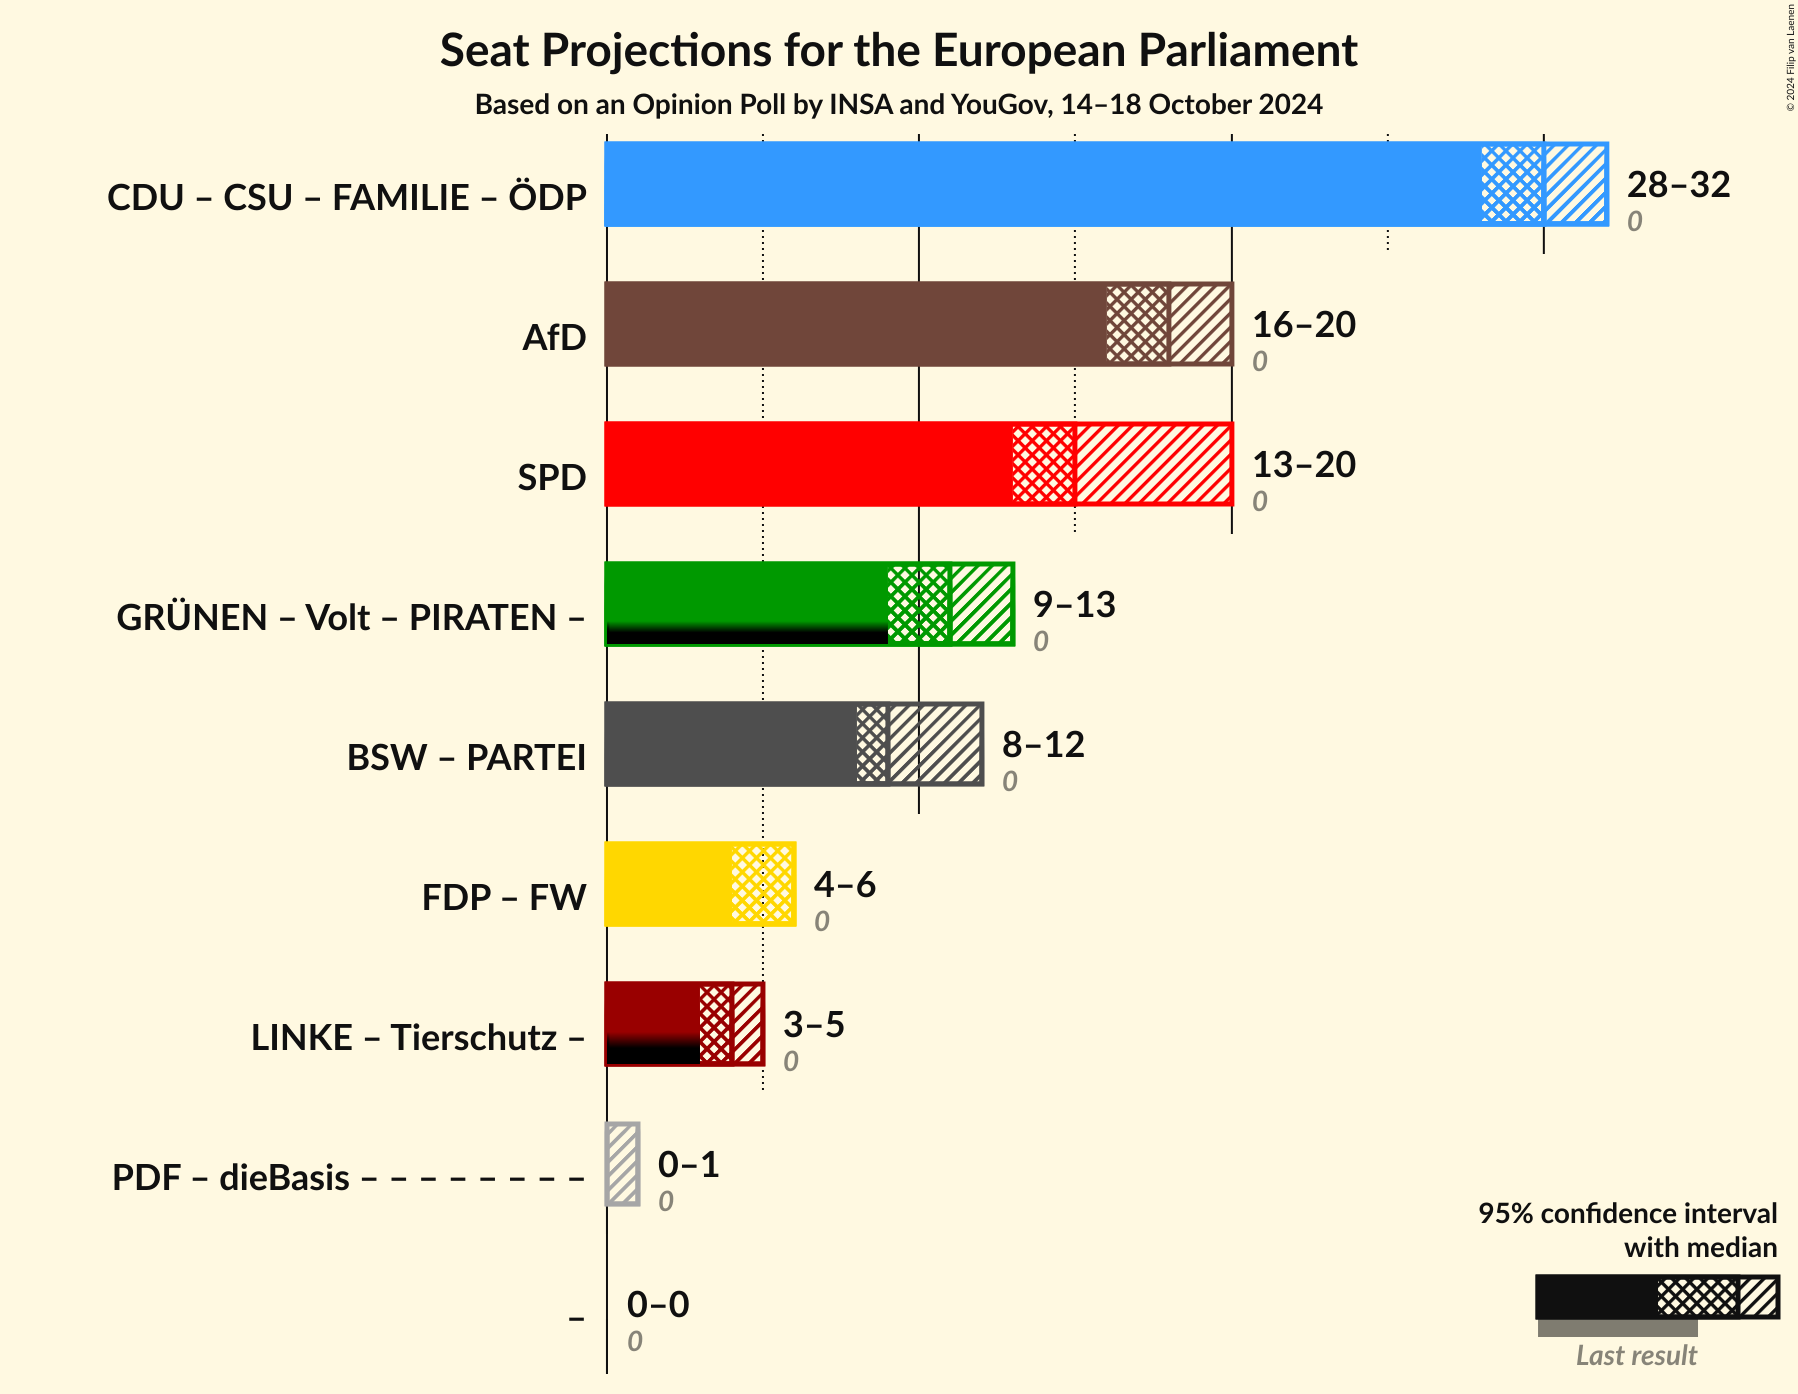 Seat Projections for the European Parliament
Based on an Opinion Poll by INSA and YouGov, 14–18 October 2024
© 2024 Filip van Laenen
CDU – CSU – FAMILIE – ÖDP
28–32
0
AfD
16–20
0
SPD
13–20
0
GRÜNEN – Volt – PIRATEN –
9–13
0
BSW – PARTEI
8–12
0
FDP – FW
4–6
0
LINKE – Tierschutz –
3–5
0
PDF – dieBasis – – – – – – – –
0–1
0
–
0–0
0
95% confidence interval
with median
Last result